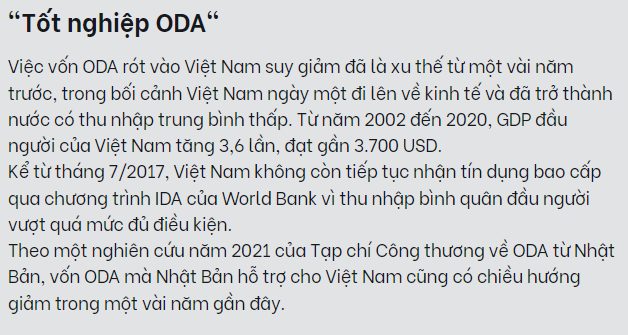 “Tốt nghiệp ODA“
Việc vốn ODA rót vào Việt Nam suy giảm đã là xu thế từ một vài năm
trước, trong bối cảnh Việt Nam ngày một đi lên về kinh tế và đã trở thành
nước có thu nhập trung bình thấp. Từ năm 2002 đến 2020, GDP đầu
người của Việt Nam tăng 3,6 lần, đạt gần 3.700 USD.
Kể từ tháng 7/2017, Việt Nam không còn tiếp tục nhận tín dụng bao cấp
qua chương trình IDA của World Bank vì thu nhập bình quân đầu người
vượt quá mức đủ điều kiện.
Theo một nghiên cứu năm 2021 của Tạp chí Công thương về ODA từ Nhật
Bản, vốn ODA mà Nhật Bản hỗ trợ cho Việt Nam cũng có chiều hướng
giảm trong một vài năm gần đây.